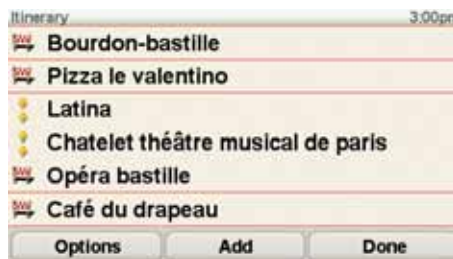 Itinerary 3:00pm
Bourdon-bastille
Pizza le valentino
Latina
Chatelet théâtre musical de paris
Opéra bastille
Café du drapeau
Options Add Done